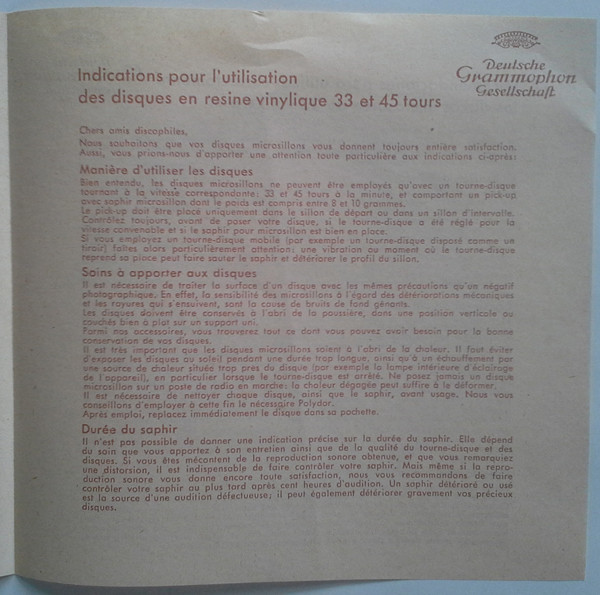 Deutsche
Grammophon
Gesellschaft
Indications pour l'utilisation
des disques en resine vinylique 33 et 45 tours
Chers amis discophiles,
Nous souhaitons que vos disques microsillons vous donnent toujours entière satisfaction.
Aussi, vous prions-nous d'apporter une attention toute particulière aux indications ci-après:
Manière d'utiliser les disques
Bien entendu, les disques microsillons ne peuvent être employés qu'avec un tourne-disque
tournant à la vitesse correspondante: 33 et 45 tours à la minute, et comportant un pick-up
avec saphir microsillon dont le poids est compris entre 8 et 10 grammes.
Le pick-up doit être placé uniquement dans le sillon de départ ou dans un sillon d'intervalle.
Contrôlez toujours, avant de poser votre disque, si le tourne-disque a été réglé pour la
vitesse convenable et si le saphir pour microsillon est bien en place.
Si vous employez un tourne-disque mobile (par exemple un tourne-disque disposé comme un
tiroir) faites alors particulièrement attention: une vibration au moment où le tourne-disque
reprend sa place peut faire sauter le saphir et détériorer le profil du sillon.
Soins à apporter aux disques
Il est nécessaire de traiter la surface d'un disque avec les mêmes précautions qu'un négatif
photographique. En effet, la sensibilité des microsillons à l'égard des détériorations mécaniques
et les rayures qui s'ensuivent, sont la cause de bruits de fond gênants.
Les disques doivent être conservés à l'abri de la poussière, dans une position verticale ou
couchés bien à plat sur un support uni.
Parmi nos accessoires, vous trouverez tout ce dont vous pouvez avoir besoin pour la bonne
conservation de vos disques.
Il est très important que les disques microsillons soient à l'abri de la chaleur. Il faut éviter
d'exposer les disques au soleil pendant une durée trop longue, ainsi qu'à un échauffement par
une source de chaleur située trop près du disque (par exemple la lampe intérieure d'éclairage
de l'appareil), en particulier lorsque le tourne-disque est arrêté. Ne posez jamais un disque
microsillon sur un poste de radio en marche: la chaleur dégagée peut suffire à le déformer.
Il est nécessaire de nettoyer chaque disque, ainsi que le saphir, avant usage. Nous vous
conseillons d'employer à cette fin le nécessaire Polydor.
Après emploi, replacez immédiatement le disque dans sa pochette.
Durée du saphir
Il n'est pas possible de donner une indication précise sur la durée du saphir. Elle dépend
du soin que vous apportez à son entretien ainsi que de la qualité du tourne-disque et des
disques. Si vous êtes mécontent de la reproduction sonore obtenue, et que vous remarquez
une distorsion, il est indispensable de faire contrôler votre saphir. Mais même si la repro-
duction sonore vous donne encore toute satisfaction, nous vous recommandons de faire
contrôler votre saphir au plus tard après cent heures d'audition. Un saphir détérioré ou usé
est la source d'une audition défectueuse; il peut également détériorer gravement vos précieux
disques.